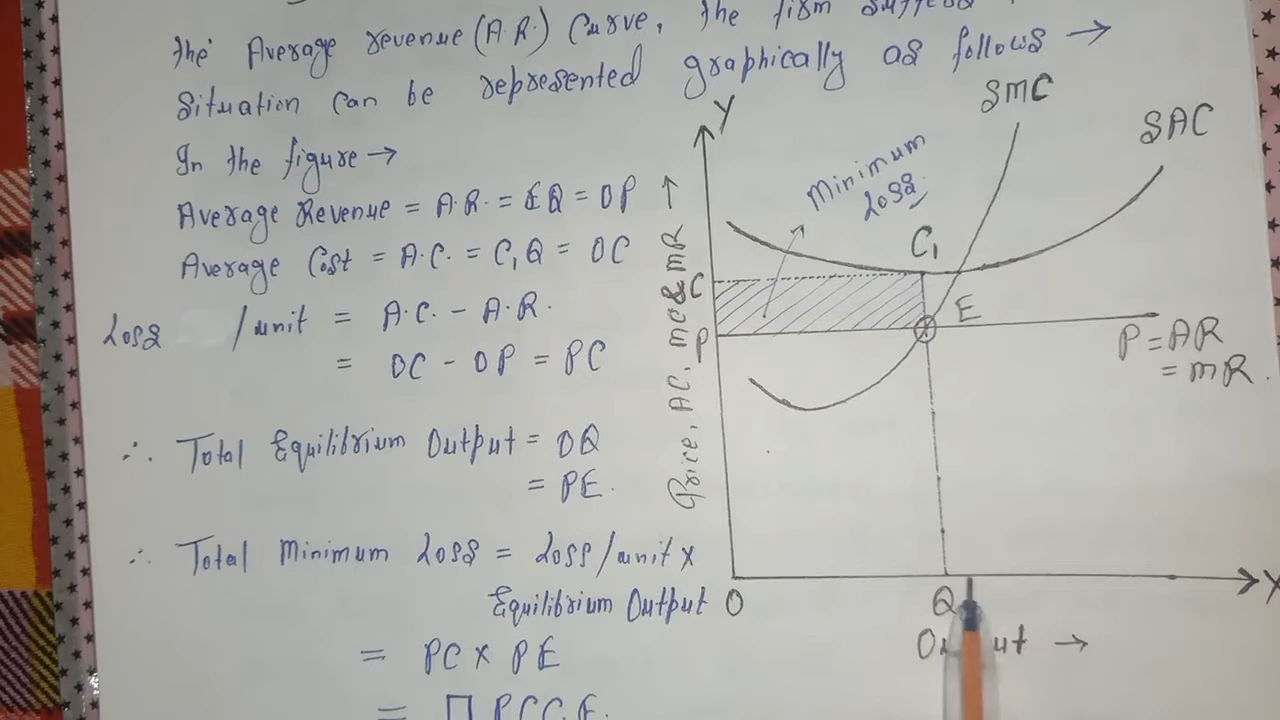 the Average revenue (A.R.) Curve, the firm suffers
Situation can be represented graphically as follows →
In the figure →
Average Revenue = A.R. = EQ = OP
Average Cost = A.C. = C₁Q = OC
Loss /unit = A.C. - A.R.
= OC - OP = PC
∴ Total Equilibrium Output = OQ
= PE.
∴ Total Minimum Loss = Loss/unit x
Equilibrium Output
= PC x PE
= □ PCC₁E.
Y
SMC
SAC
Minimum
Loss
Price, AC, MC & MR →
C₁
C
E
P
P = AR
= MR.
O
Q
X
Output →